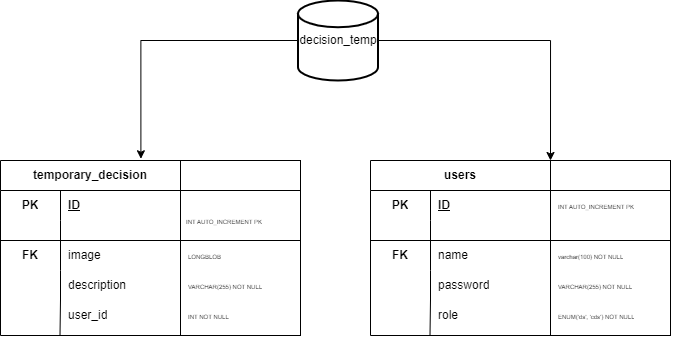 decision_temp
temporary_decision
PK ID INT AUTO_INCREMENT PK
FK image LONGBLOB
description VARCHAR(255) NOT NULL
user_id INT NOT NULL
users
PK ID INT AUTO_INCREMENT PK
FK name varchar(100) NOT NULL
password VARCHAR(255) NOT NULL
role ENUM('ds', 'cds') NOT NULL